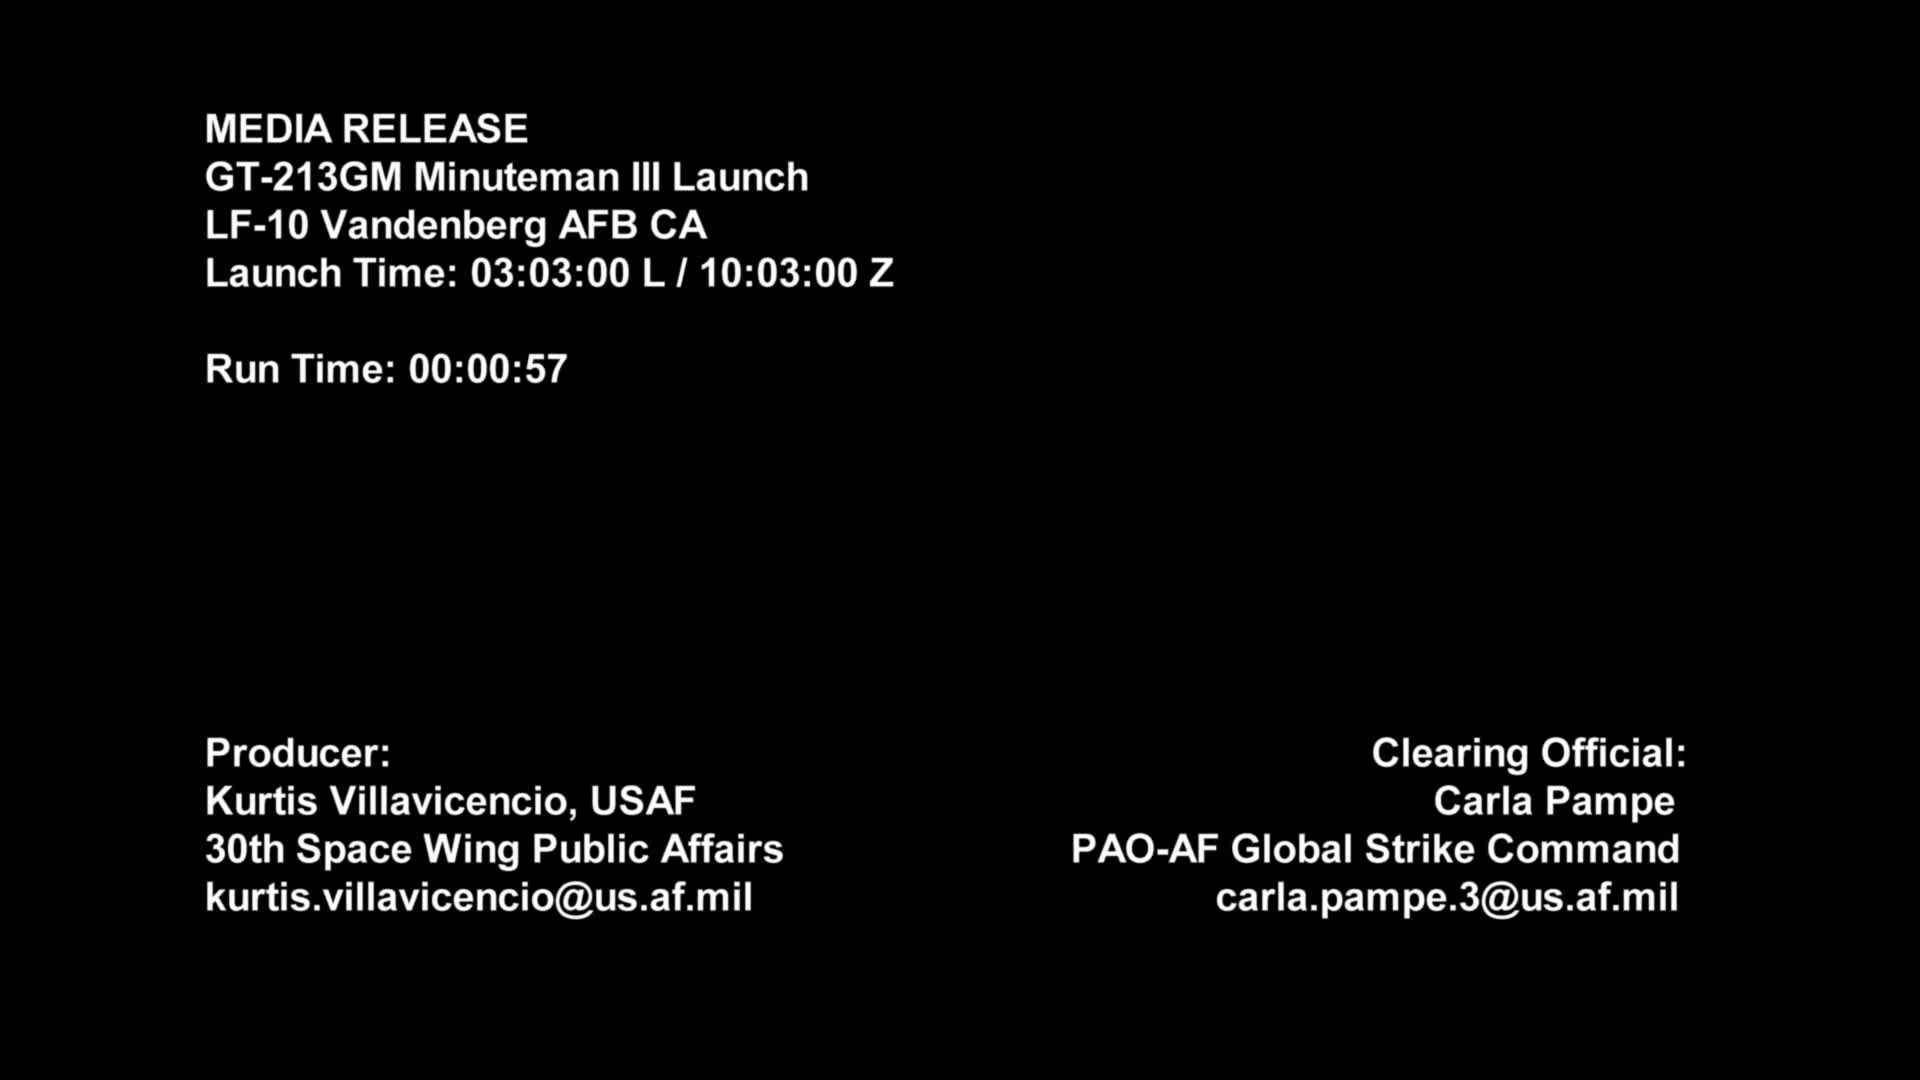 MEDIA RELEASE
GT-213GM Minuteman III Launch
LF-10 Vandenberg AFB CA
Launch Time: 03:03:00 L / 10:03:00 Z
Run Time: 00:00:57
Producer:
Kurtis Villavicencio, USAF
30th Space Wing Public Affairs
kurtis.villavicencio@us.af.mil
Clearing Official:
Carla Pampe
PAO-AF Global Strike Command
carla.pampe.3@us.af.mil